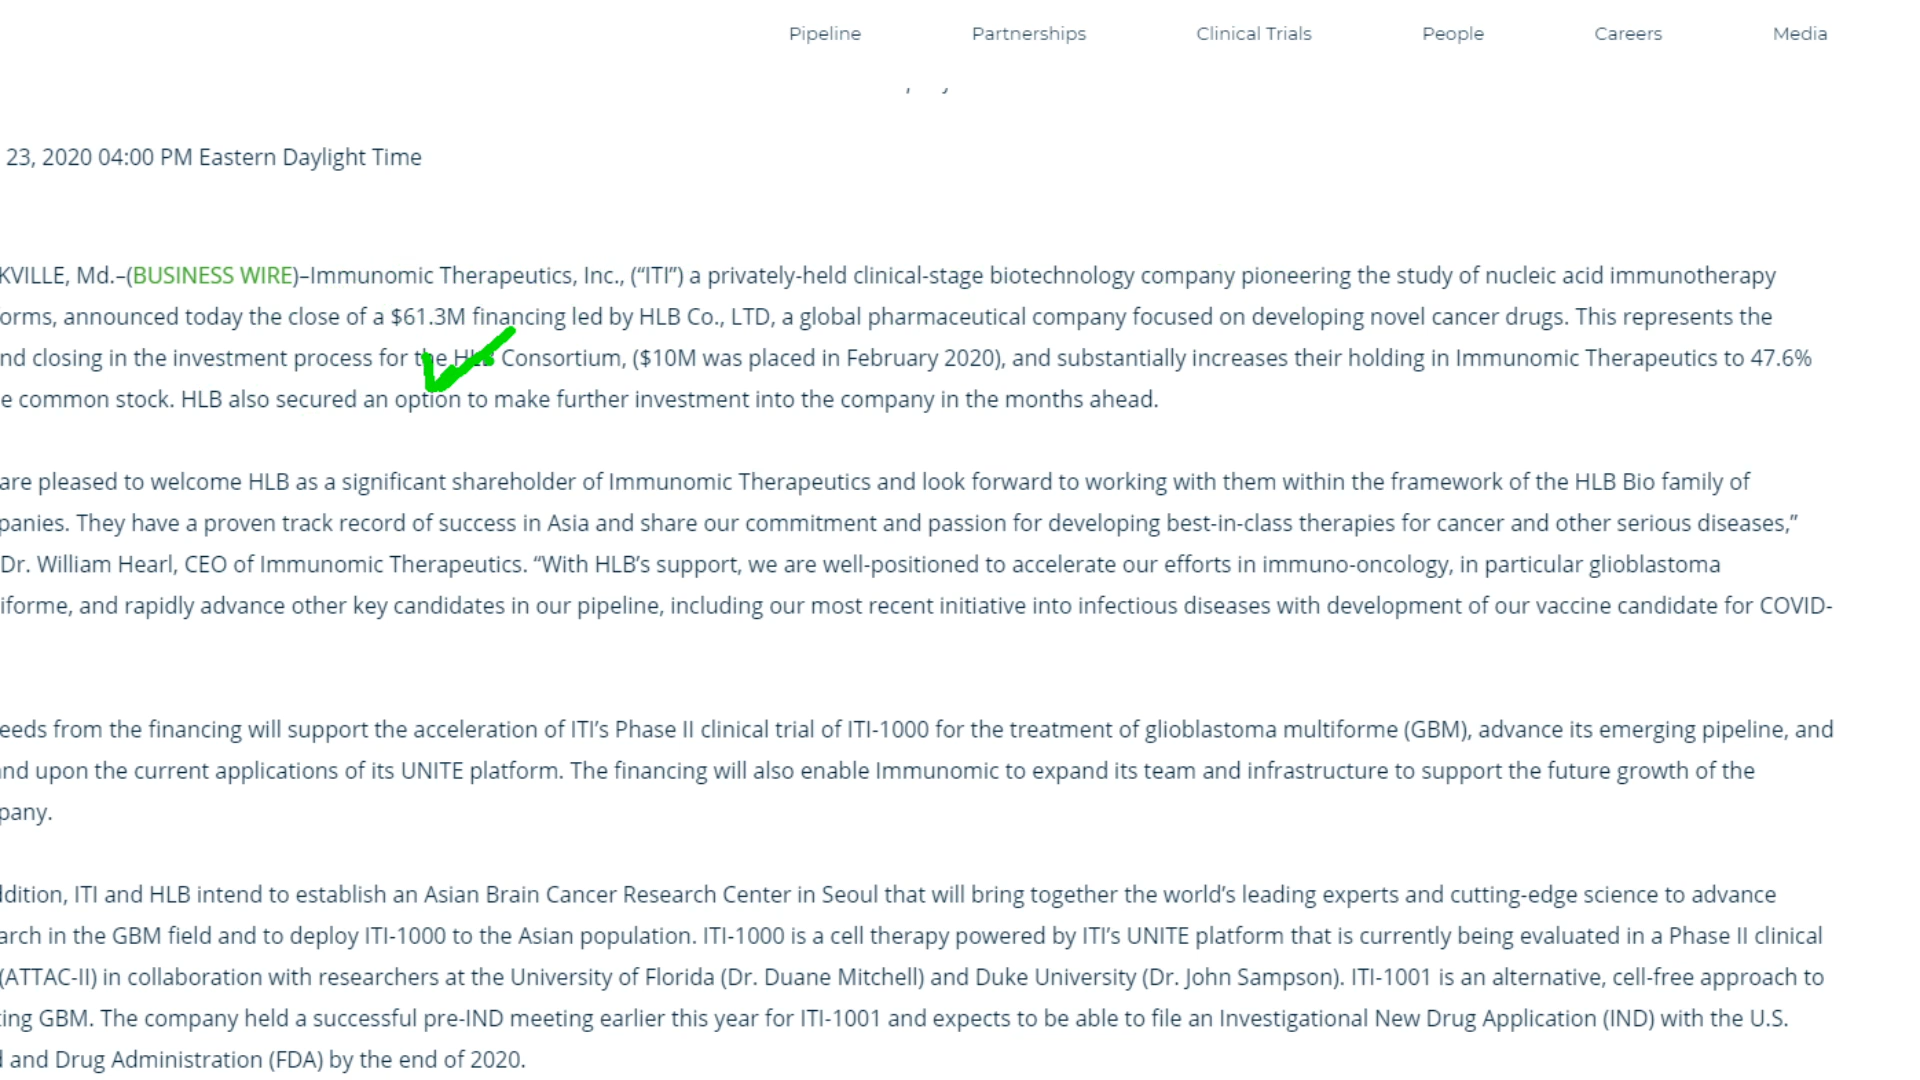 Pipeline Partnerships Clinical Trials People Careers Media
23, 2020 04:00 PM Eastern Daylight Time
KVILLE, Md.–(BUSINESS WIRE)–Immunomic Therapeutics, Inc., (“ITI”) a privately-held clinical-stage biotechnology company pioneering the study of nucleic acid immunotherapy
orms, announced today the close of a $61.3M financing led by HLB Co., LTD, a global pharmaceutical company focused on developing novel cancer drugs. This represents the
nd closing in the investment process for the HLB Consortium, ($10M was placed in February 2020), and substantially increases their holding in Immunomic Therapeutics to 47.6%
e common stock. HLB also secured an option to make further investment into the company in the months ahead.
are pleased to welcome HLB as a significant shareholder of Immunomic Therapeutics and look forward to working with them within the framework of the HLB Bio family of
panies. They have a proven track record of success in Asia and share our commitment and passion for developing best-in-class therapies for cancer and other serious diseases,”
Dr. William Hearl, CEO of Immunomic Therapeutics. “With HLB’s support, we are well-positioned to accelerate our efforts in immuno-oncology, in particular glioblastoma
iforme, and rapidly advance other key candidates in our pipeline, including our most recent initiative into infectious diseases with development of our vaccine candidate for COVID-
eeds from the financing will support the acceleration of ITI’s Phase II clinical trial of ITI-1000 for the treatment of glioblastoma multiforme (GBM), advance its emerging pipeline, and
nd upon the current applications of its UNITE platform. The financing will also enable Immunomic to expand its team and infrastructure to support the future growth of the
pany.
ddition, ITI and HLB intend to establish an Asian Brain Cancer Research Center in Seoul that will bring together the world’s leading experts and cutting-edge science to advance
arch in the GBM field and to deploy ITI-1000 to the Asian population. ITI-1000 is a cell therapy powered by ITI’s UNITE platform that is currently being evaluated in a Phase II clinical
(ATTAC-II) in collaboration with researchers at the University of Florida (Dr. Duane Mitchell) and Duke University (Dr. John Sampson). ITI-1001 is an alternative, cell-free approach to
ing GBM. The company held a successful pre-IND meeting earlier this year for ITI-1001 and expects to be able to file an Investigational New Drug Application (IND) with the U.S.
and Drug Administration (FDA) by the end of 2020.